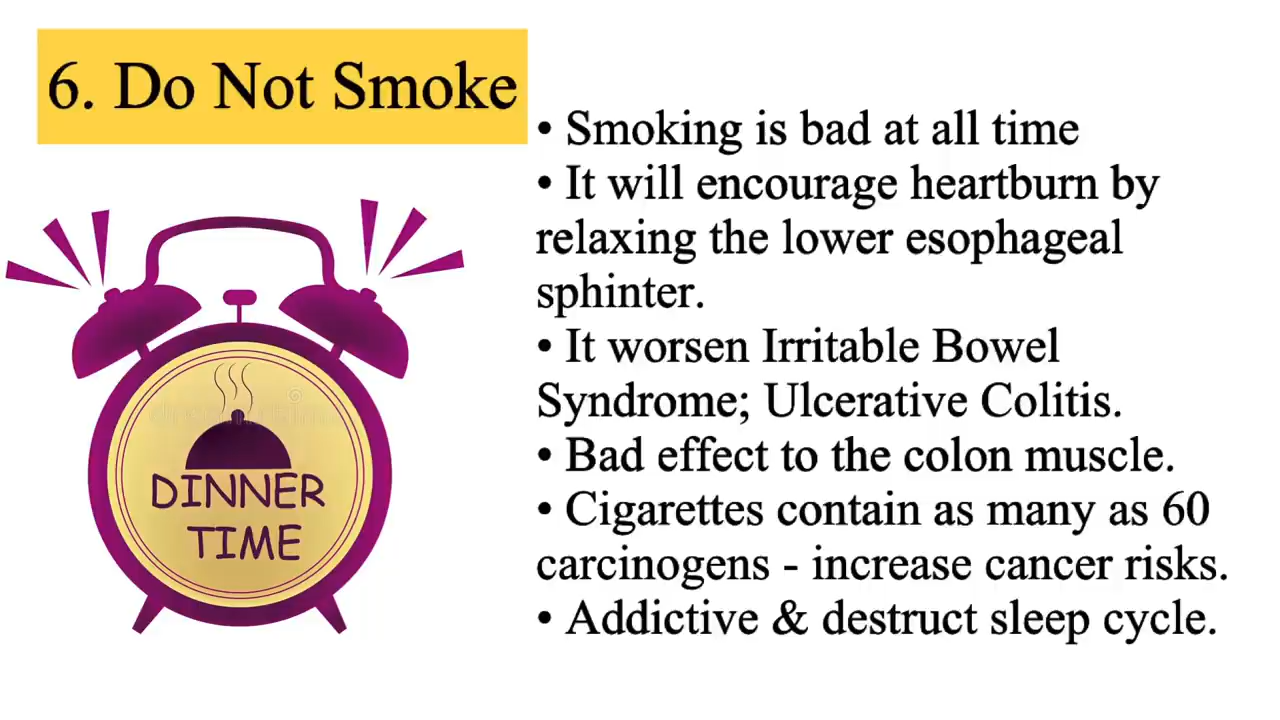 6. Do Not Smoke
• Smoking is bad at all time
• It will encourage heartburn by
relaxing the lower esophageal
sphinter.
• It worsen Irritable Bowel
Syndrome; Ulcerative Colitis.
• Bad effect to the colon muscle.
• Cigarettes contain as many as 60
carcinogens - increase cancer risks.
• Addictive & destruct sleep cycle.
DINNER
TIME